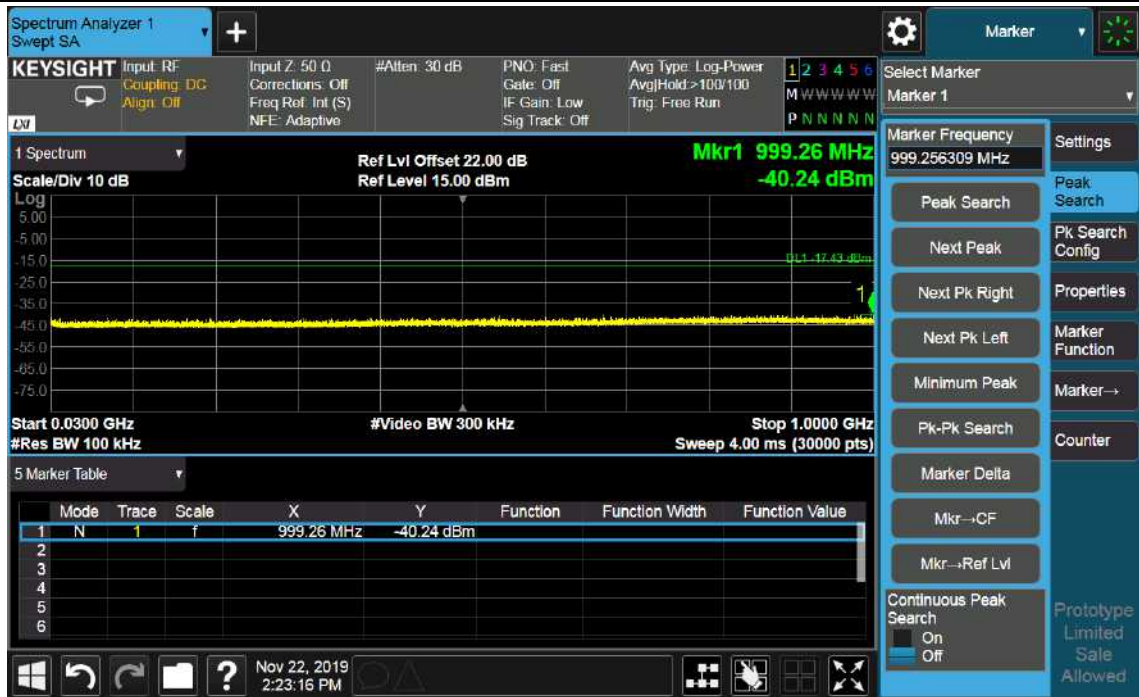 Spectrum Analyzer 1
Swept SA
+
Marker
KEYSIGHT
LXI
Input: RF
Coupling: DC
Align: Off
Input Z: 50 Ω
Corrections: Off
Freq Ref: Int (S)
NFE: Adaptive
#Atten: 30 dB
PNO: Fast
Gate: Off
IF Gain: Low
Sig Track: Off
Avg Type: Log-Power
Avg|Hold:>100/100
Trig: Free Run
1 2 3 4 5 6
M W W W W W
P N N N N N
Select Marker
Marker 1
1 Spectrum
Scale/Div 10 dB
Ref Lvl Offset 22.00 dB
Ref Level 15.00 dBm
Mkr1 999.26 MHz
-40.24 dBm
Log
5.00
-5.00
-15.0
-25.0
-35.0
-45.0
-55.0
-65.0
-75.0
DL1 -17.43 dBm
1
Start 0.0300 GHz
#Res BW 100 kHz
#Video BW 300 kHz
Stop 1.0000 GHz
Sweep 4.00 ms (30000 pts)
5 Marker Table
Mode Trace Scale X Y Function Function Width Function Value
1 N 1 f 999.26 MHz -40.24 dBm
2
3
4
5
6
Marker Frequency
999.256309 MHz
Peak Search
Next Peak
Next Pk Right
Next Pk Left
Minimum Peak
Pk-Pk Search
Marker Delta
Mkr→CF
Mkr→Ref Lvl
Continuous Peak
Search
On
Off
Settings
Peak
Search
Pk Search
Config
Properties
Marker
Function
Marker→
Counter
Prototype
Limited
Sale
Allowed
?
Nov 22, 2019
2:23:16 PM